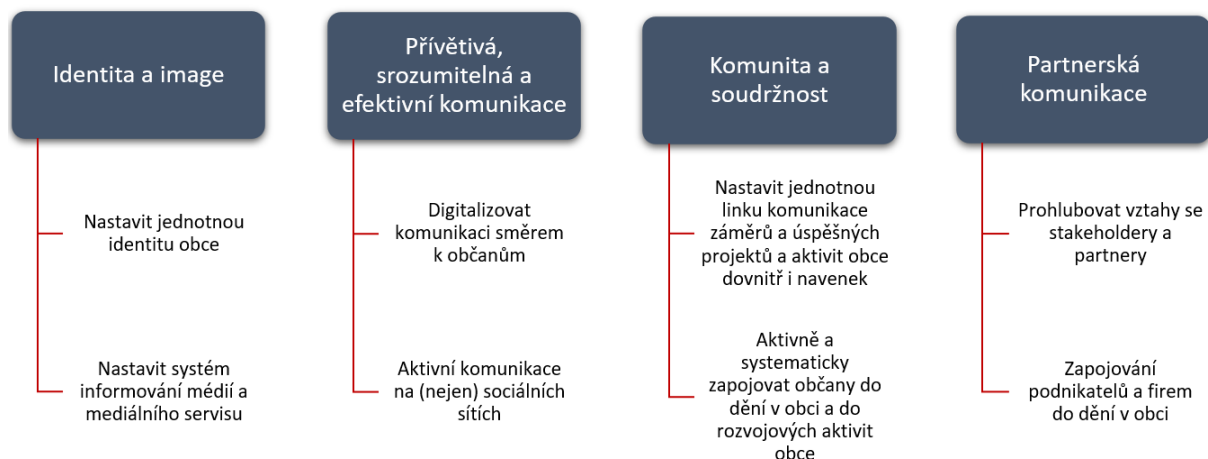 Identita a image
Nastavit jednotnou
identitu obce
Nastavit systém
informování médií a
mediálního servisu
Přívětivá,
srozumitelná a
efektivní komunikace
Digitalizovat
komunikaci směrem
k občanům
Aktivní komunikace
na (nejen) sociálních
sítích
Komunita a
soudržnost
Nastavit jednotnou
linku komunikace
záměrů a úspěšných
projektů a aktivit obce
dovnitř i navenek
Aktivně a
systematicky
zapojovat občany do
dění v obci a do
rozvojových aktivit
obce
Partnerská
komunikace
Prohlubovat vztahy se
stakeholdery a
partnery
Zapojování
podnikatelů a firem
do dění v obci